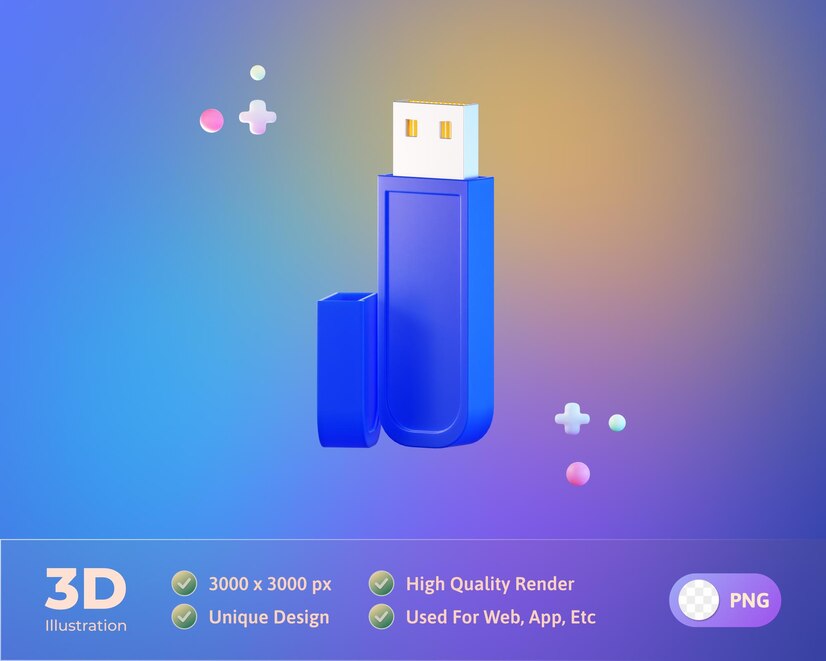 3D
Illustration
3000 x 3000 px
Unique Design
High Quality Render
Used For Web, App, Etc
PNG